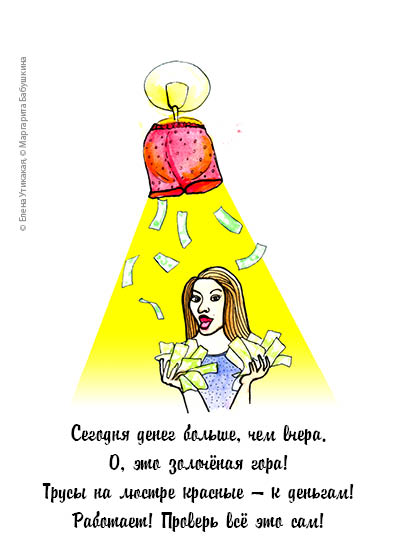 © Елена Утикакая, © Маргарита Бабушкина
Сегодня денег больше, чем вчера.
О, это золочёная гора!
Трусы на люстре красные – к деньгам!
Работает! Проверь всё это сам!